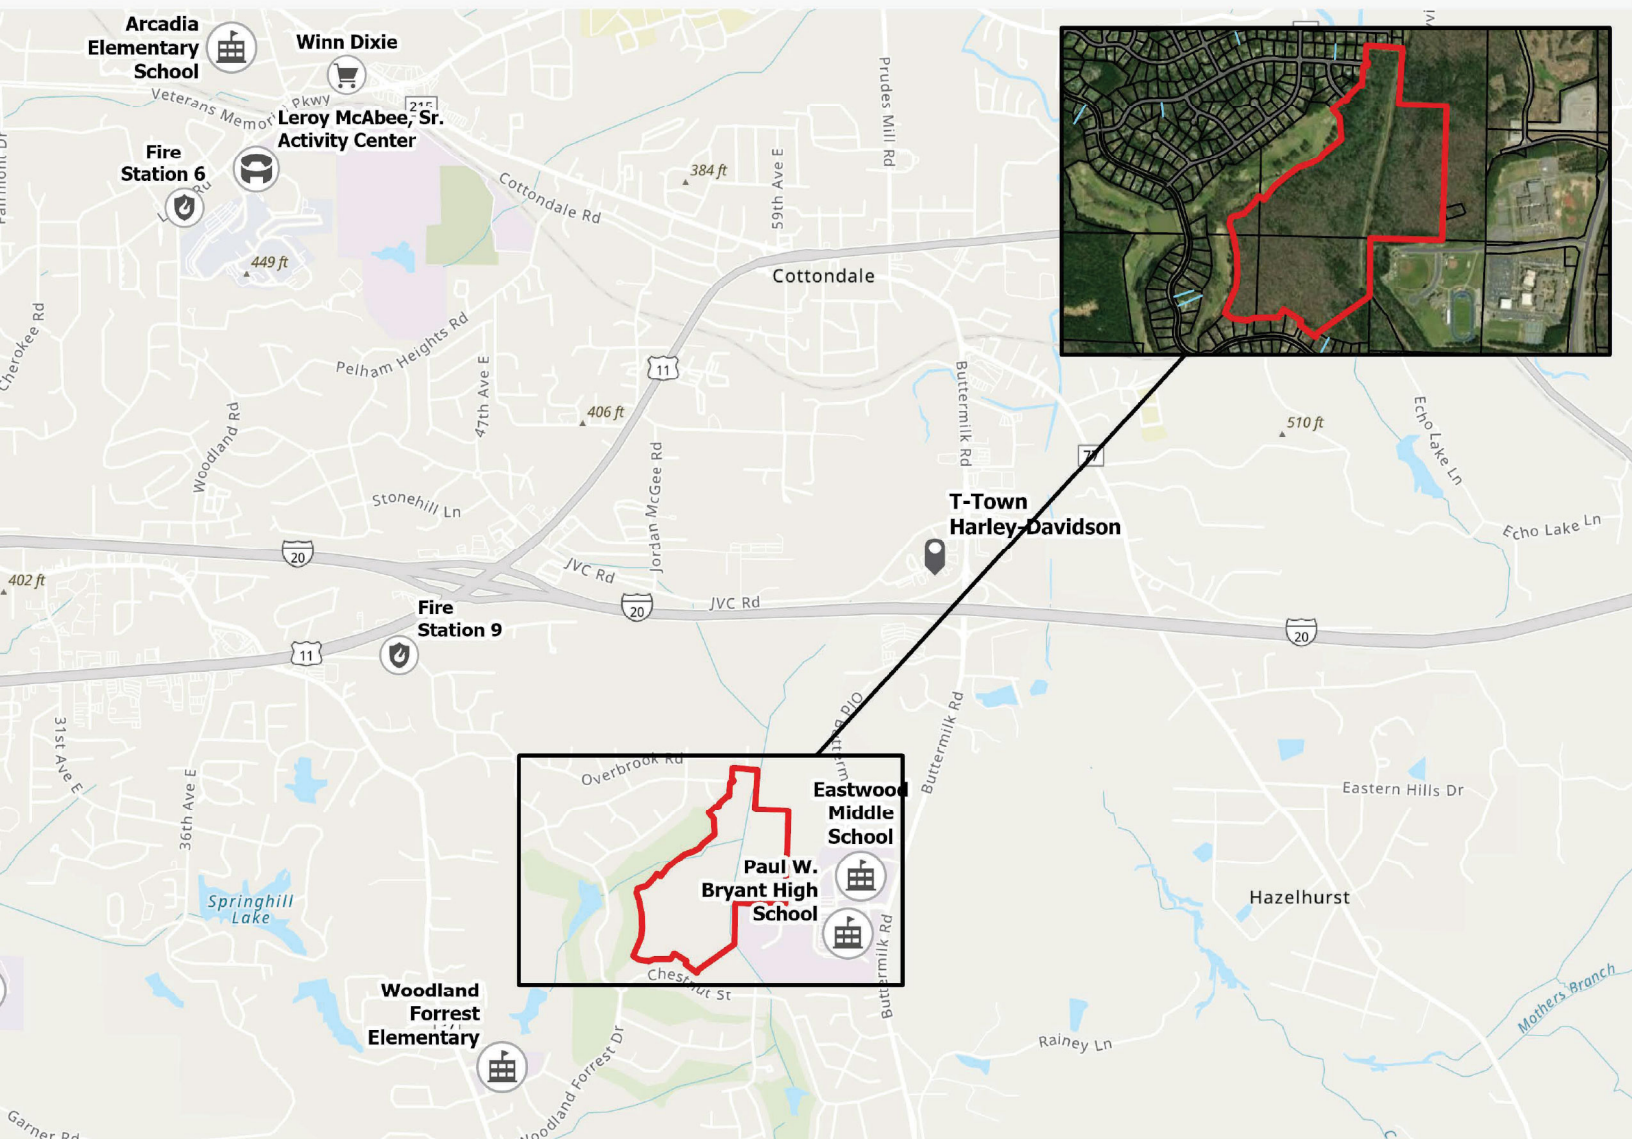 Arcadia
Elementary
School
Winn Dixie
Veterans Memori
Pkwy
215
Leroy McAbee, Sr.
Activity Center
Fire
Station 6
449 ft
Cottondale Rd
384 ft
59th Ave E
Prudes Mill Rd
Cottondale
Cherokee Rd
Pelham Heights Rd
47th Ave E
11
406 ft
Woodland Rd
Stonehill Ln
Jordan McGee Rd
Buttermilk Rd
77
510 ft
Echo Lake Ln
Echo Lake Ln
T-Town
Harley-Davidson
20
402 ft
JVC Rd
JVC Rd
20
20
Fire
Station 9
11
31st Ave E
36th Ave E
Old Butterm
Buttermilk Rd
Overbrook Rd
Eastwood
Middle
School
Paul W.
Bryant High
School
Eastern Hills Dr
Hazelhurst
Springhill
Lake
Chestnut St
Buttermilk Rd
Woodland
Forrest
Elementary
Woodland Forrest Dr
Rainey Ln
Mothers Branch
Garner Rd